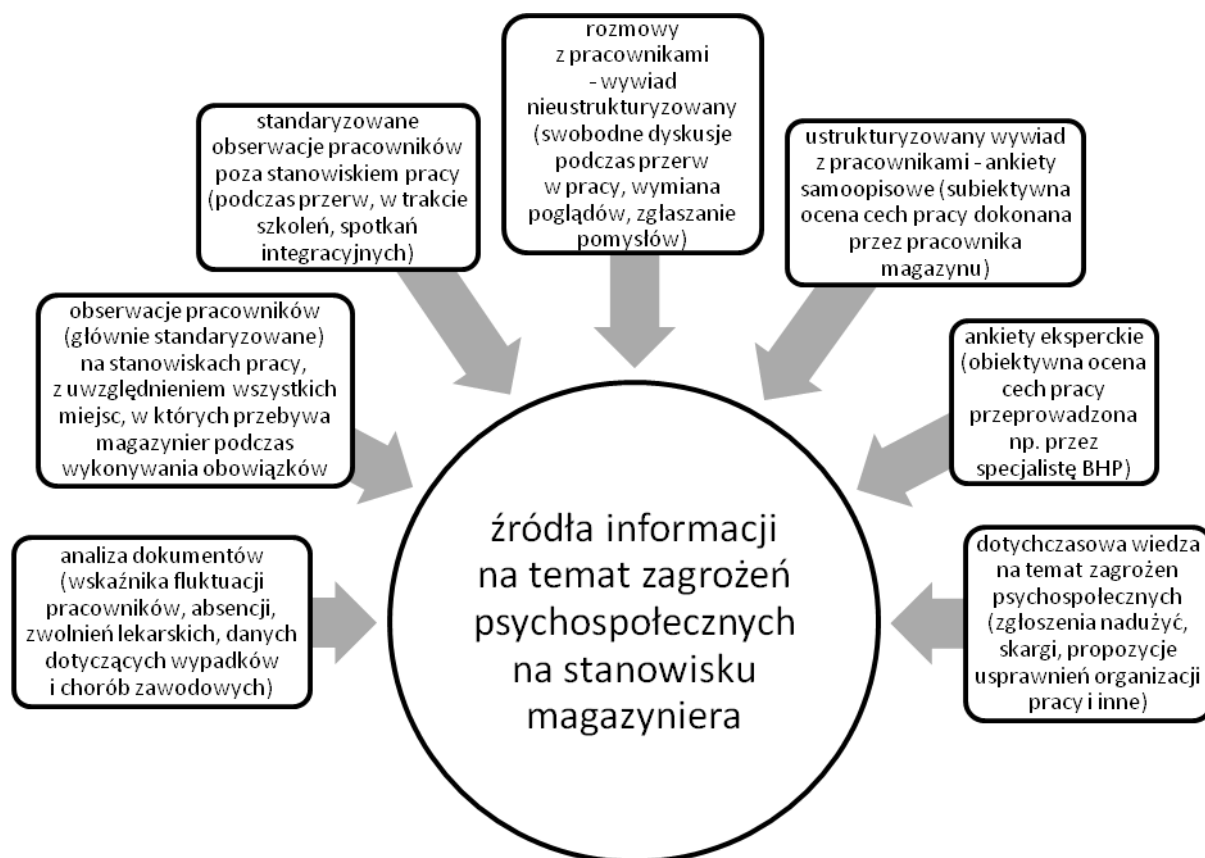 rozmowy
z pracownikami
- wywiad
nieustrukturyzowany
(swobodne dyskusje
podczas przerw
w pracy, wymiana
poglądów, zgłaszanie
pomysłów)
standaryzowane
obserwacje pracowników
poza stanowiskiem pracy
(podczas przerw, w trakcie
szkoleń, spotkań
integracyjnych)
ustrukturyzowany wywiad
z pracownikami - ankiety
samoopisowe (subiektywna
ocena cech pracy dokonana
przez pracownika
magazynu)
obserwacje pracowników
(głównie standaryzowane)
na stanowiskach pracy,
z uwzględnieniem wszystkich
miejsc, w których przebywa
magazynier podczas
wykonywania obowiązków
ankiety eksperckie
(obiektywna ocena
cech pracy
przeprowadzona
np. przez
specjalistę BHP)
analiza dokumentów
(wskaźnika fluktuacji
pracowników, absencji,
zwolnień lekarskich, danych
dotyczących wypadków
i chorób zawodowych)
dotychczasowa wiedza
na temat zagrożen
psychospołecznych
(zgłoszenia nadużyć,
skargi, propozycje
usprawnień organizacji
pracy i inne)
źródła informacji
na temat zagrożeń
psychospołecznych
na stanowisku
magazyniera